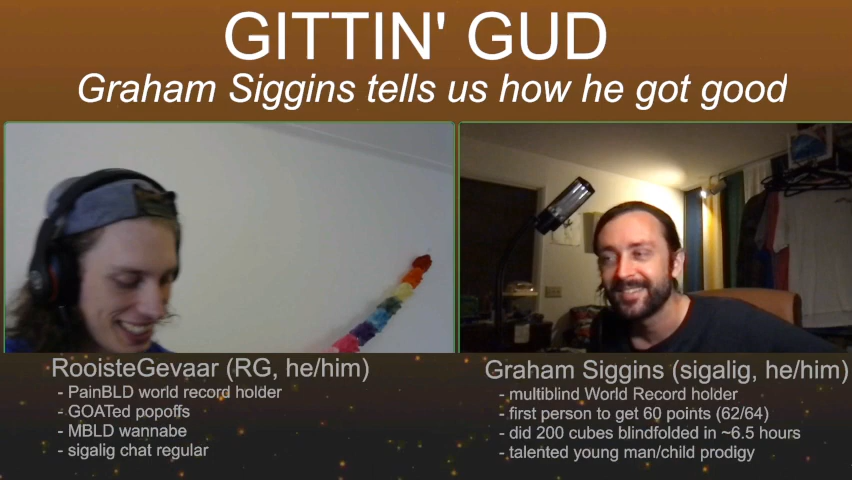 GITTIN' GUD
Graham Siggins tells us how he got good
RooisteGevaar (RG, he/him)
- PainBLD world record holder
- GOATed popoffs
- MBLD wannabe
- sigalig chat regular
Graham Siggins (sigalig, he/him)
- multiblind World Record holder
- first person to get 60 points (62/64)
- did 200 cubes blindfolded in ~6.5 hours
- talented young man/child prodigy